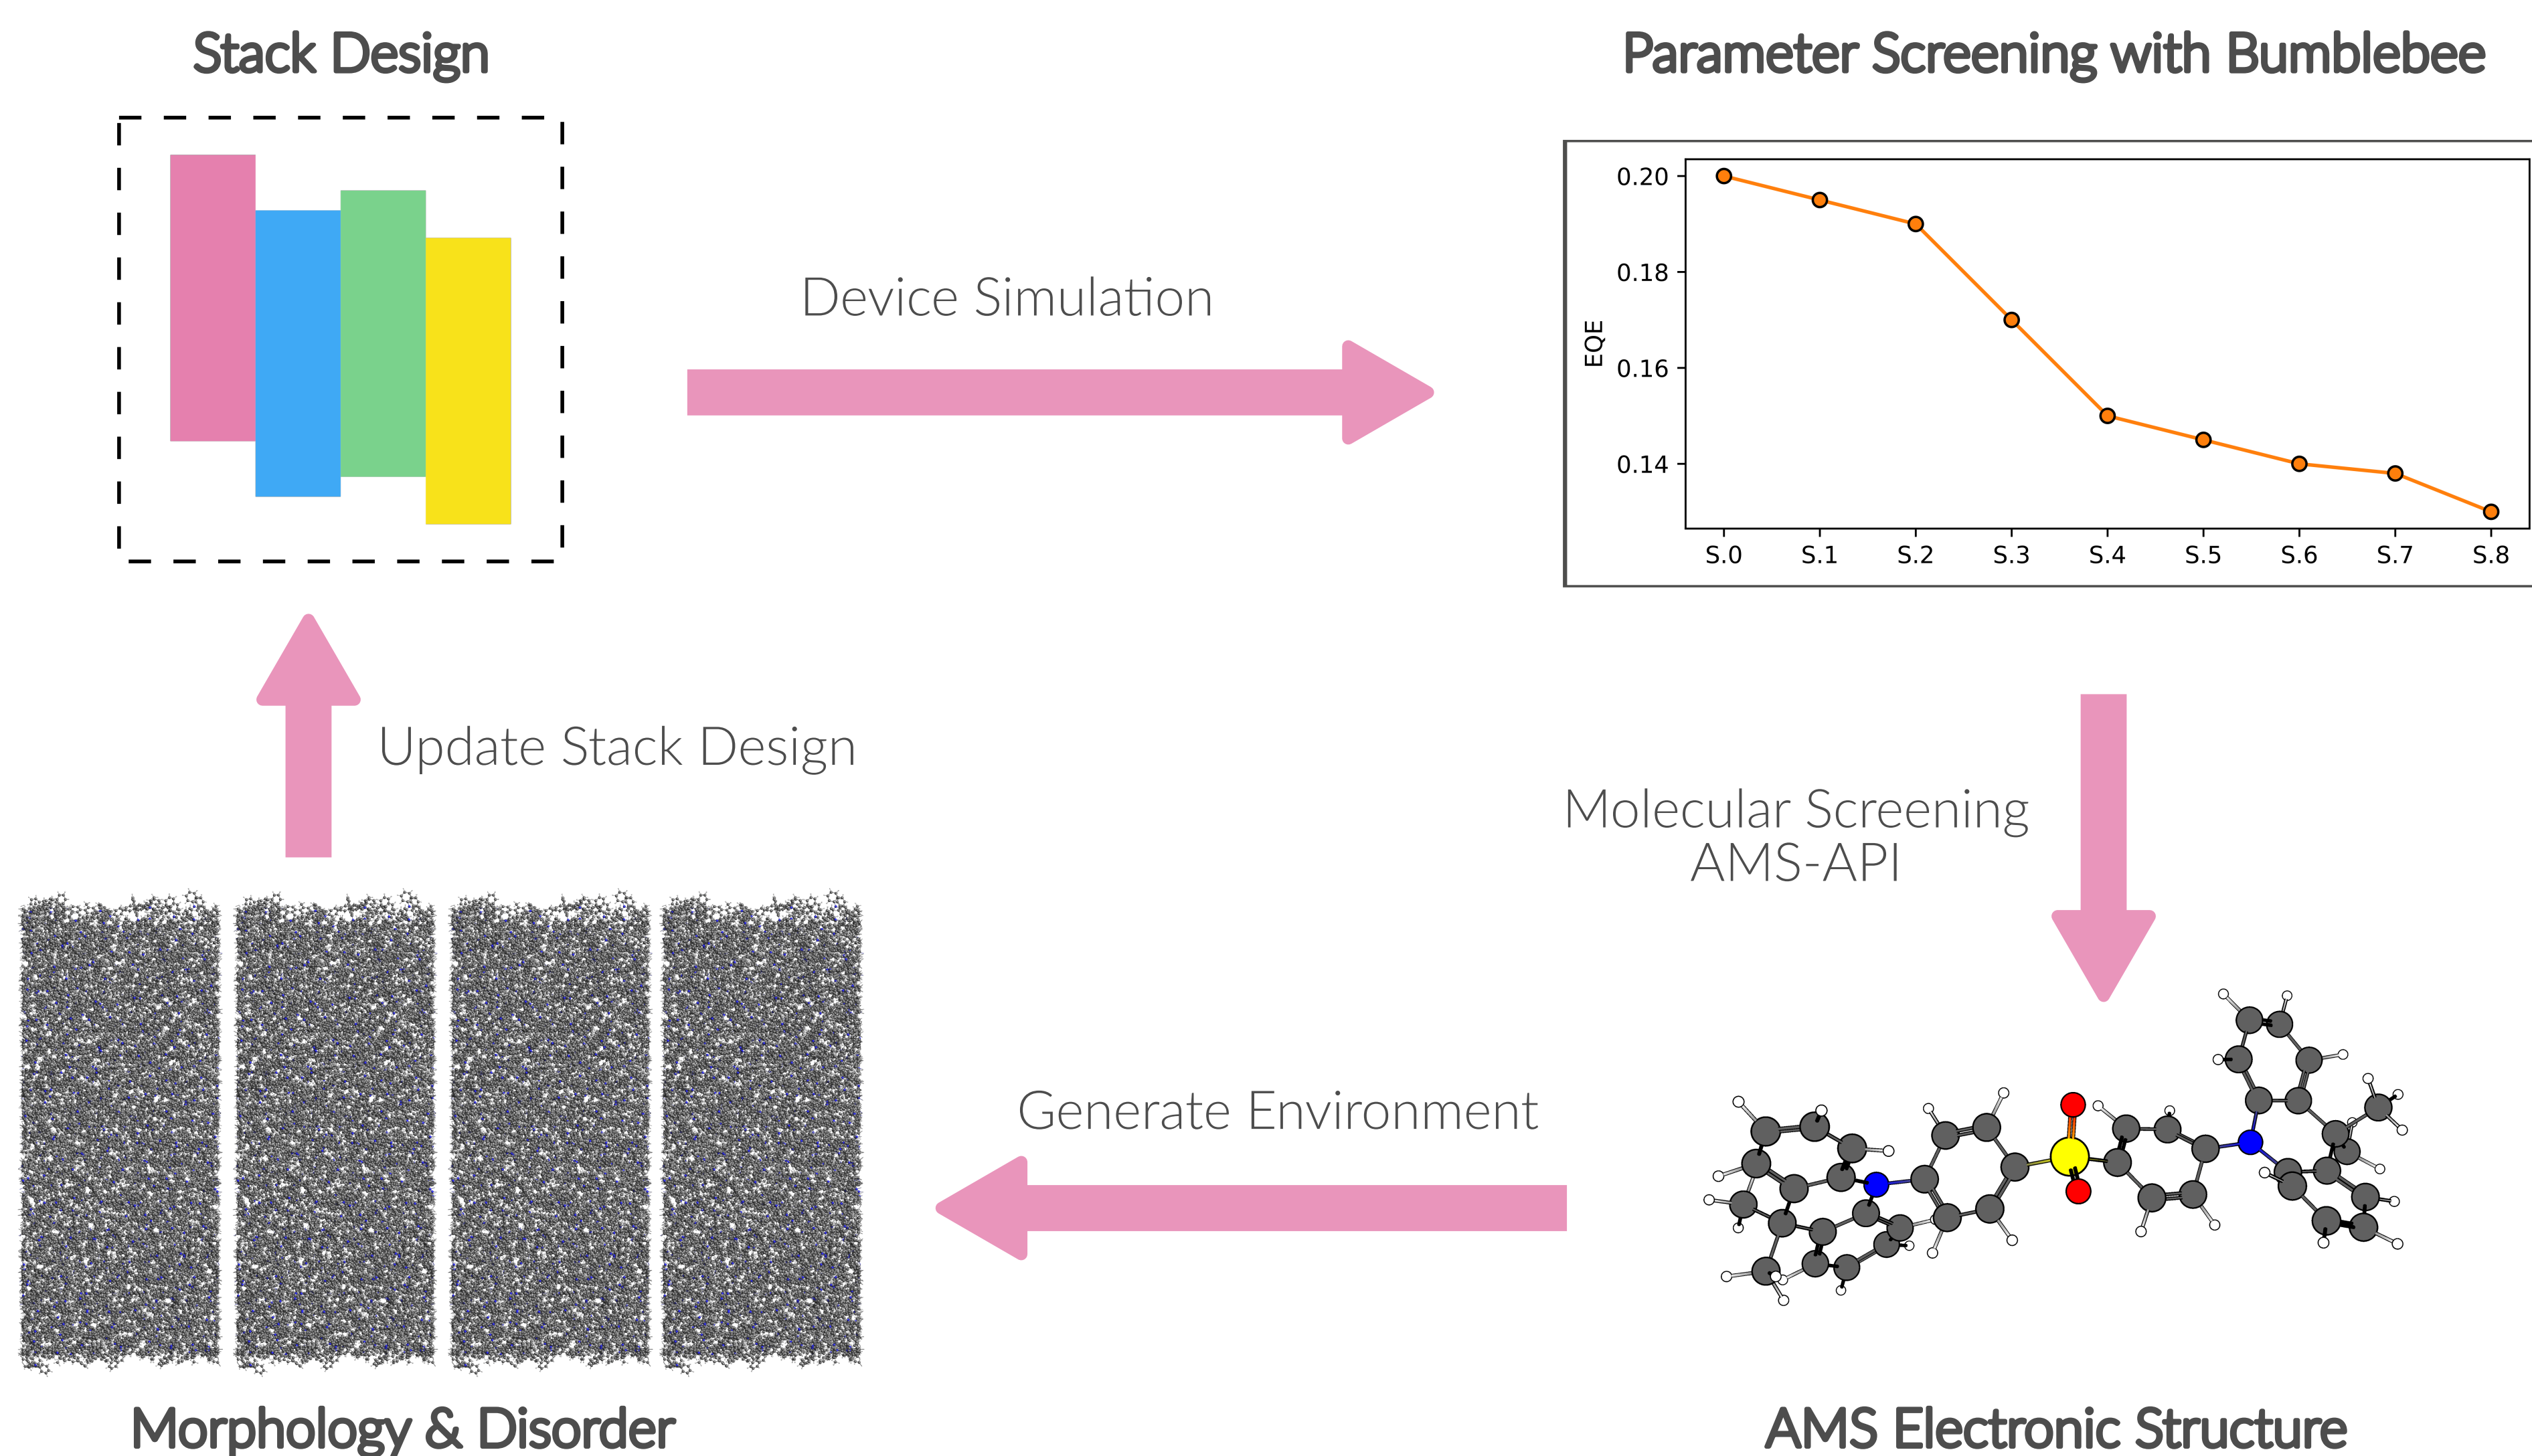 Stack Design
Parameter Screening with Bumblebee
0.20
0.18
0.16
0.14
EQE
S.0 S.1 S.2 S.3 S.4 S.5 S.6 S.7 S.8
Device Simulation
Update Stack Design
Molecular Screening
AMS-API
Generate Environment
Morphology & Disorder
AMS Electronic Structure